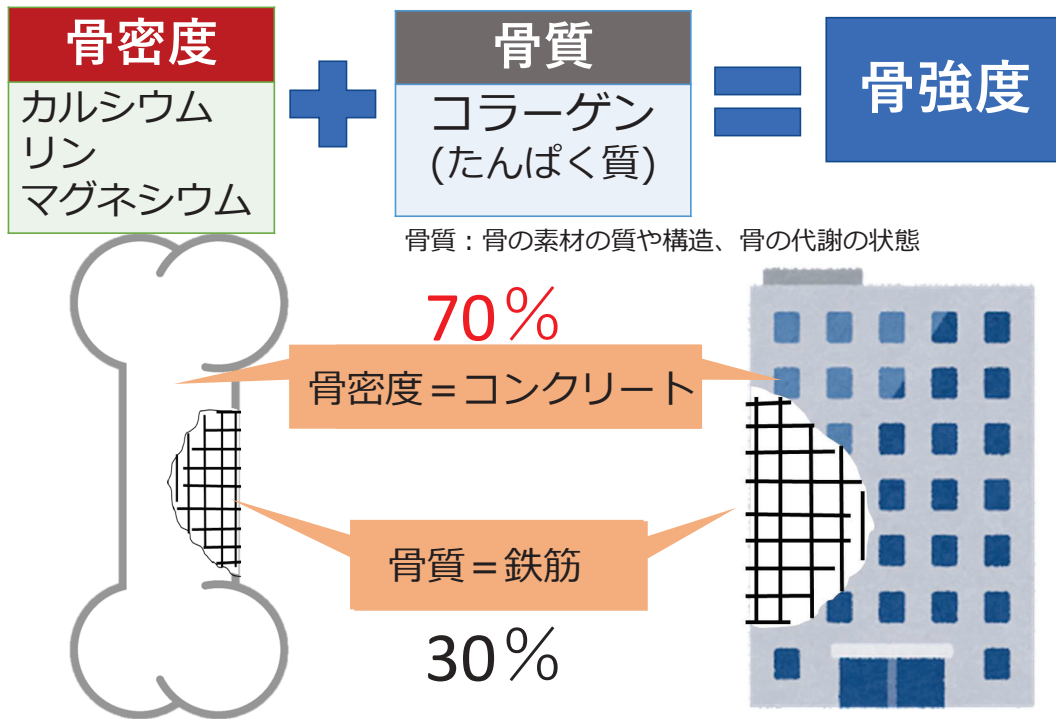 骨密度
カルシウム
リン
マグネシウム
骨質
コラーゲン
(たんぱく質)
骨強度
骨質：骨の素材の質や構造、骨の代謝の状態
70％
骨密度＝コンクリート
骨質＝鉄筋
30％